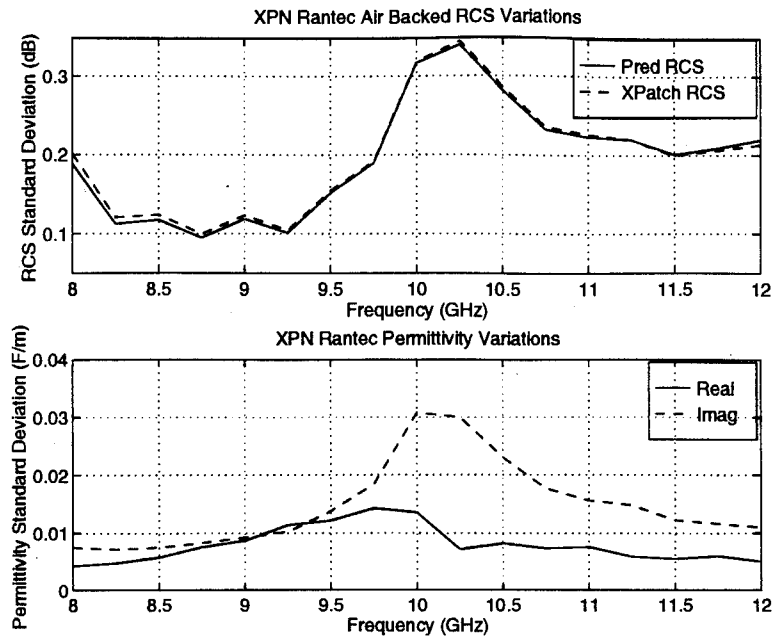 XPN Rantec Air Backed RCS Variations
RCS Standard Deviation (dB)
0.3
0.2
0.1
Pred RCS
XPatch RCS
8 8.5 9 9.5 10 10.5 11 11.5 12
Frequency (GHz)
XPN Rantec Permittivity Variations
Permittivity Standard Deviation (F/m)
0.04
0.03
0.02
0.01
0
Real
Imag
8 8.5 9 9.5 10 10.5 11 11.5 12
Frequency (GHz)